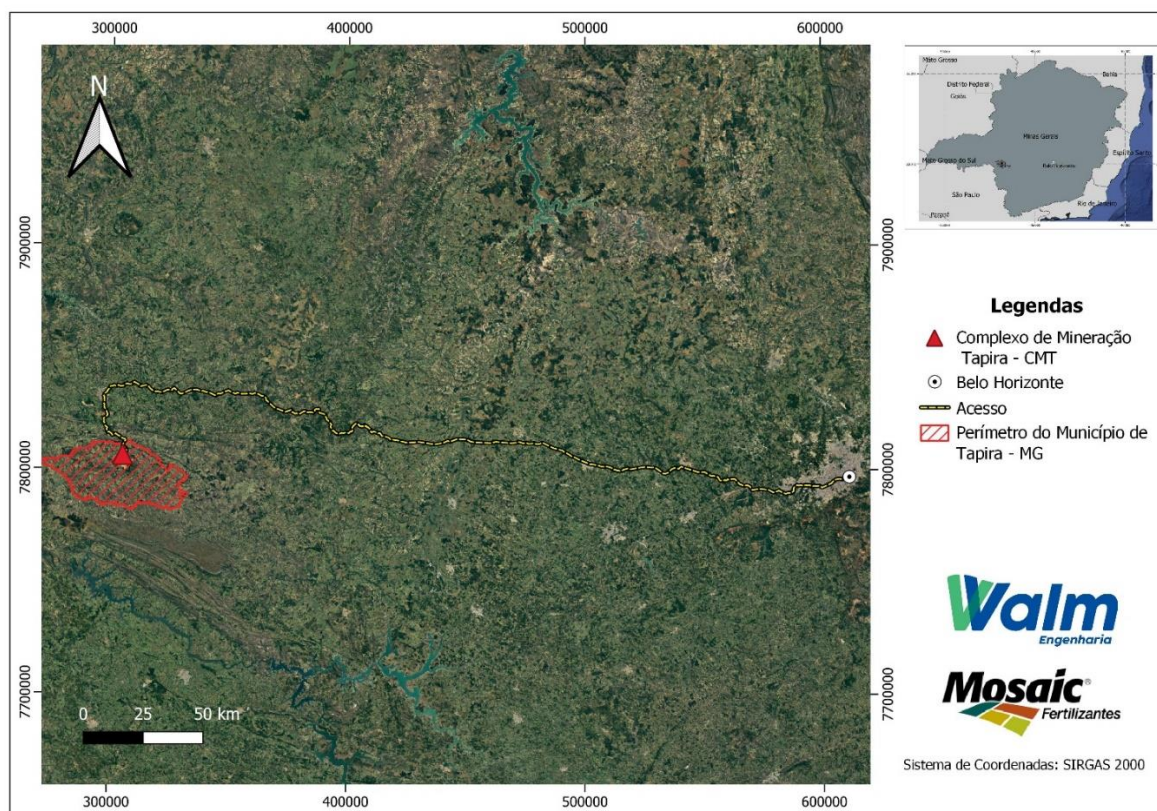 300000
400000
500000
600000
7900000
7800000
7700000
N
0 25 50 km
7900000
7800000
7700000
300000
400000
500000
600000
Mato Grosso
Bahia
Distrito Federal
Goiás
Minas Gerais
Espírito Santo
Mato Grosso do Sul
Belo Horizonte
São Paulo
Rio de Janeiro
Legendas
Complexo de Mineração
Tapira - CMT
Belo Horizonte
Acesso
Perímetro do Município de
Tapira - MG
Walm
Engenharia
Mosaic®
Fertilizantes
Sistema de Coordenadas: SIRGAS 2000